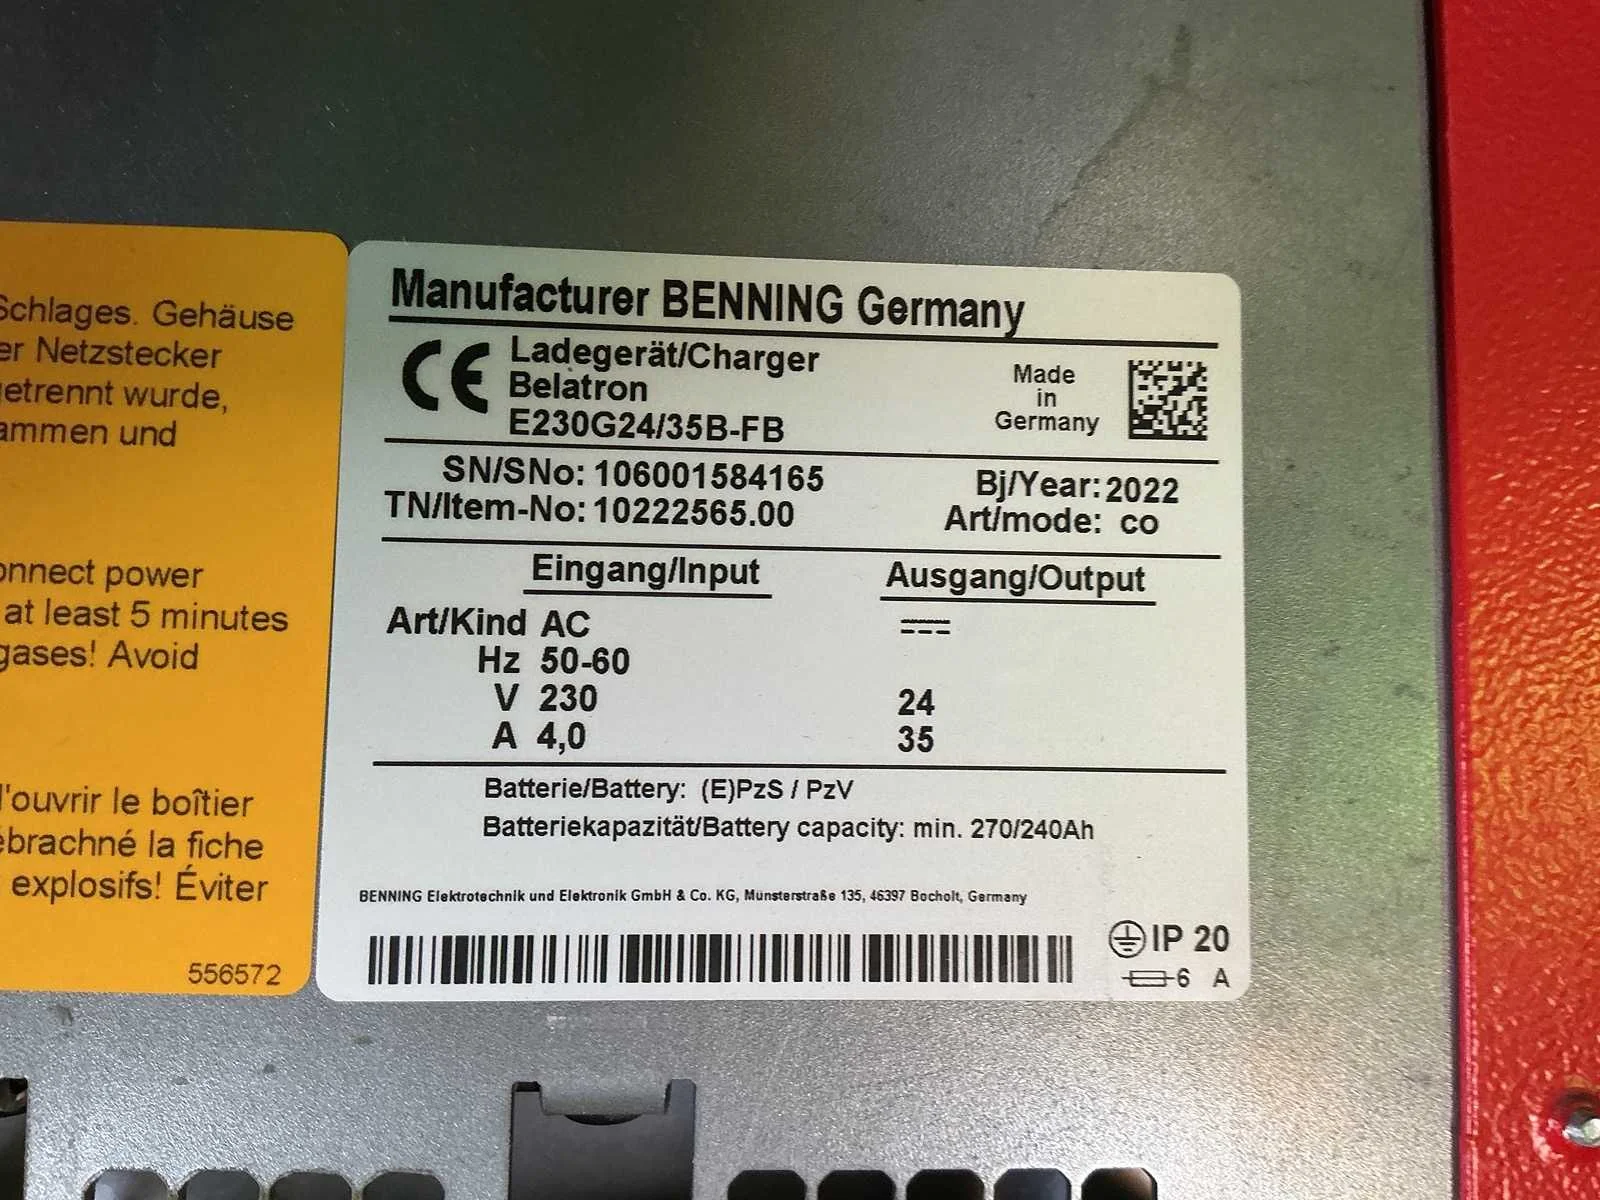 Schlages. Gehäuse
er Netzstecker
etrennt wurde,
ammen und
onnect power
at least 5 minutes
gases! Avoid
l'ouvrir le boîtier
ébrachné la fiche
explosifs! Éviter
556572
Manufacturer BENNING Germany
CE
Ladegerät/Charger
Belatron
E230G24/35B-FB
Made
in
Germany
SN/SNo: 106001584165
Bj/Year: 2022
TN/Item-No: 10222565.00
Art/mode: co
Eingang/Input Ausgang/Output
Art/Kind AC
Hz 50-60
V 230 24
A 4,0 35
Batterie/Battery: (E)PzS / PzV
Batteriekapazität/Battery capacity: min. 270/240Ah
BENNING Elektrotechnik und Elektronik GmbH & Co. KG, Münsterstraße 135, 46397 Bocholt, Germany
IP 20
6 A